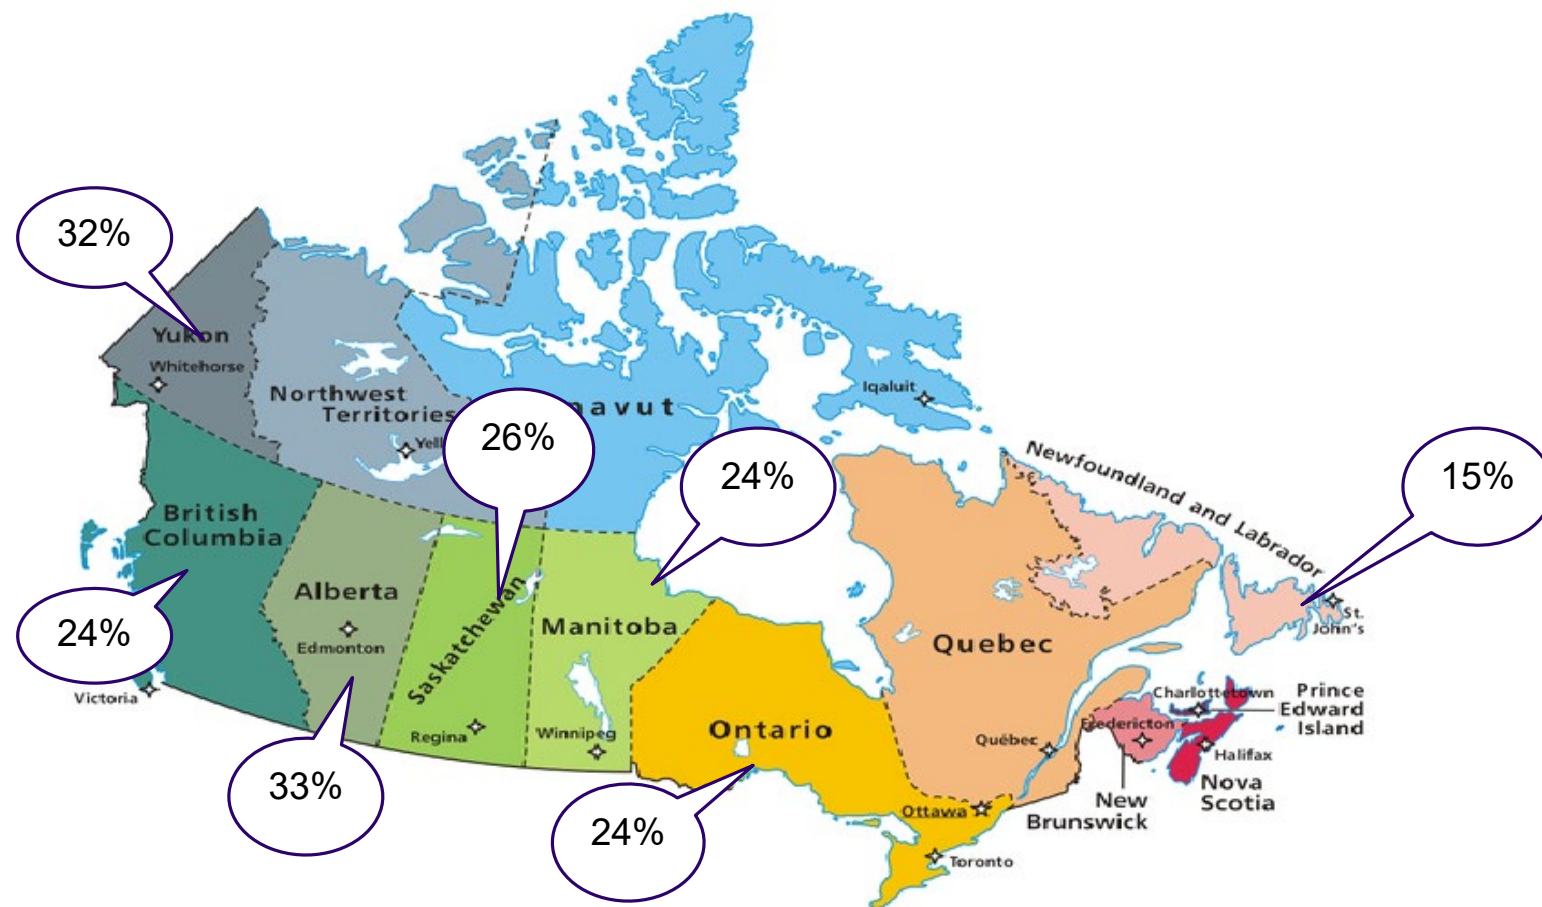 32%
Yukon
Whitehorse
Northwest
Territories
Iqaluit
26%
24%
15%
Newfoundland and Labrador
British
Columbia
24%
Alberta
Edmonton
Saskatchewan
Manitoba
Quebec
St.
John's
Victoria
Regina
Winnipeg
Ontario
Québec
Charlottetown
Prince
Edward
Island
Fredericton
Halifax
Nova
Scotia
New
Brunswick
33%
24%
Ottawa
Toronto